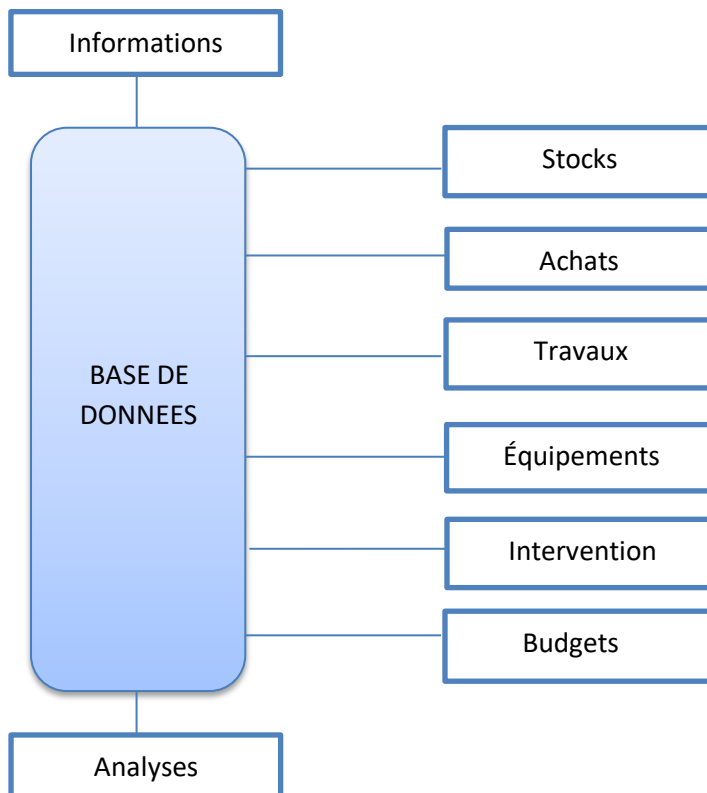 Informations
Stocks
Achats
Travaux
BASE DE
DONNEES
Équipements
Intervention
Budgets
Analyses